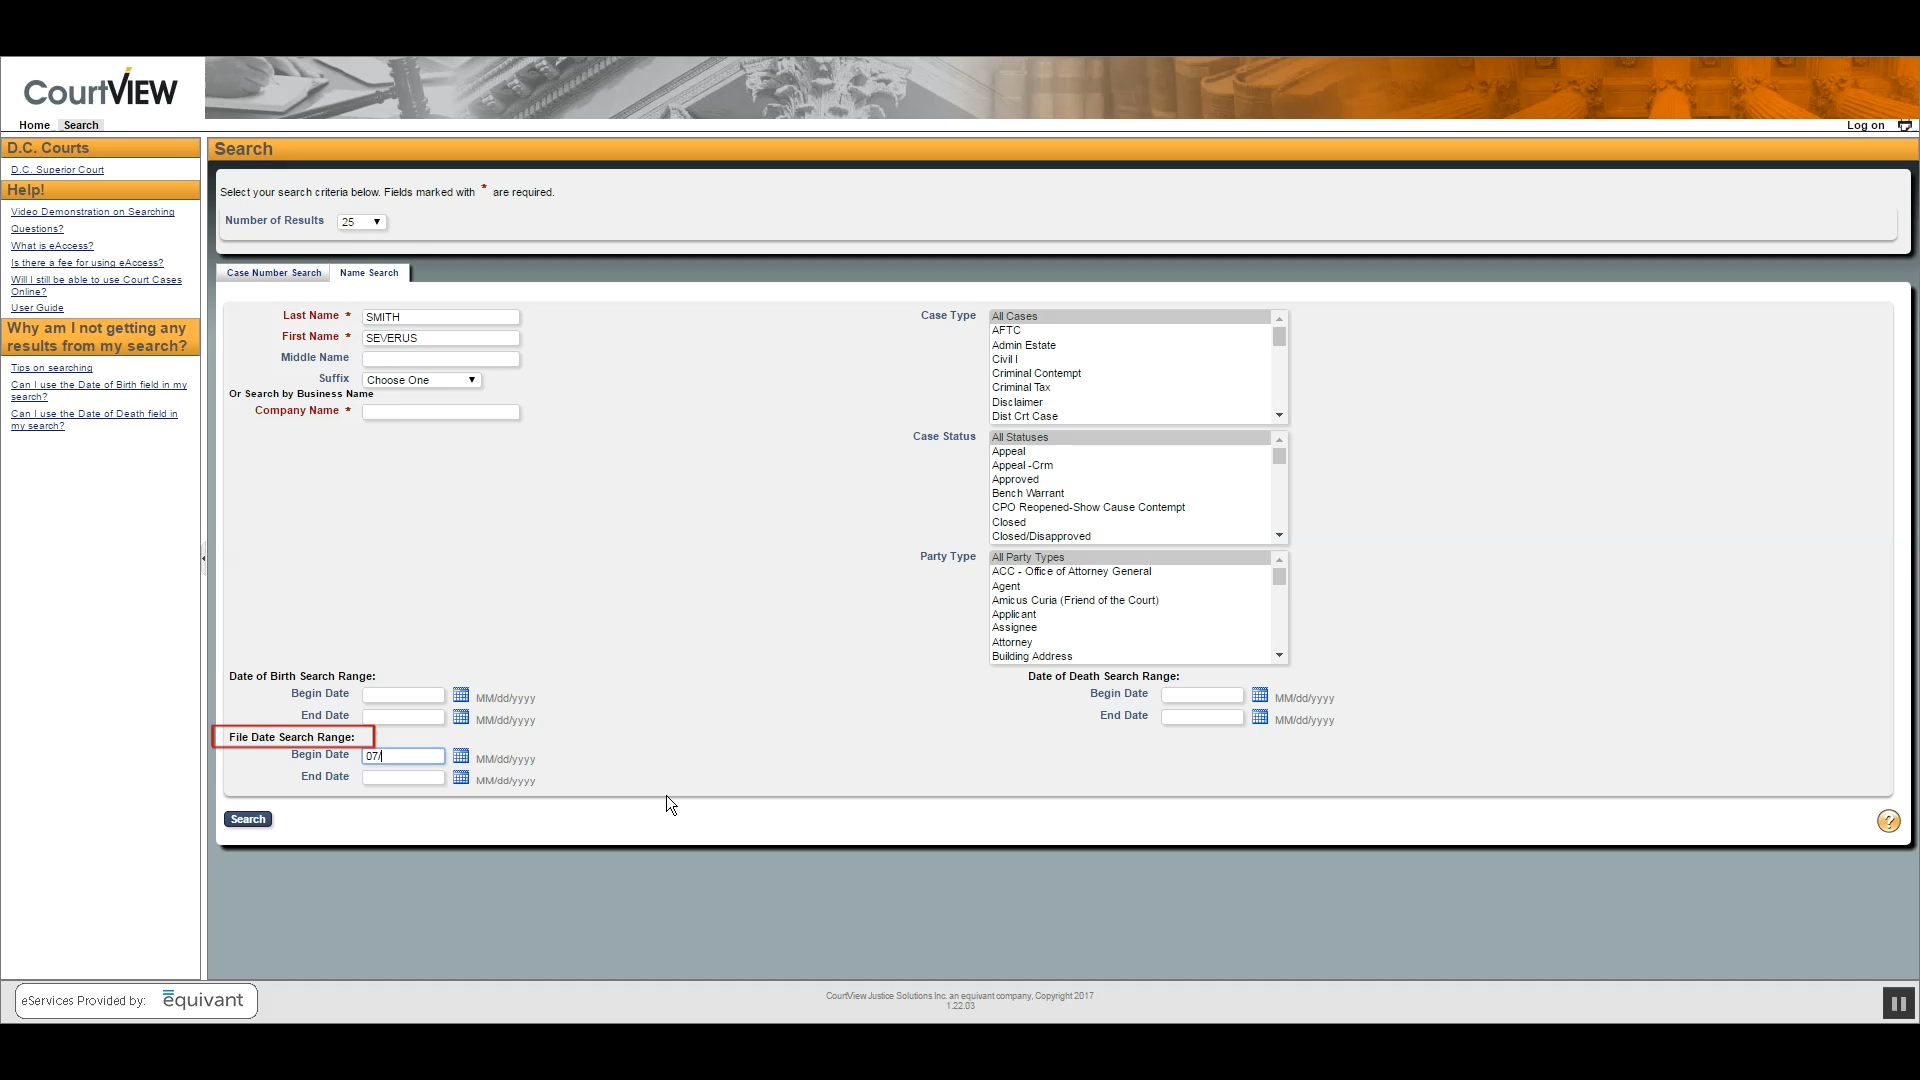 CourtVIEW
Home Search
Log on
D.C. Courts
D.C. Superior Court
Help!
Video Demonstration on Searching
Questions?
What is eAccess?
Is there a fee for using eAccess?
Will I still be able to use Court Cases
Online?
User Guide
Why am I not getting any
results from my search?
Tips on searching
Can I use the Date of Birth field in my
search?
Can I use the Date of Death field in
my search?
Search
Select your search criteria below. Fields marked with * are required.
Number of Results 25
Case Number Search Name Search
Last Name * SMITH
First Name * SEVERUS
Middle Name
Suffix Choose One
Or Search by Business Name
Company Name *
Case Type
All Cases
AFTC
Admin Estate
Civil I
Criminal Contempt
Criminal Tax
Disclaimer
Dist Crt Case
Case Status
All Statuses
Appeal
Appeal -Crm
Approved
Bench Warrant
CPO Reopened-Show Cause Contempt
Closed
Closed/Disapproved
Party Type
All Party Types
ACC - Office of Attorney General
Agent
Amicus Curia (Friend of the Court)
Applicant
Assignee
Attorney
Building Address
Date of Birth Search Range:
Begin Date MM/dd/yyyy
End Date MM/dd/yyyy
Date of Death Search Range:
Begin Date MM/dd/yyyy
End Date MM/dd/yyyy
File Date Search Range:
Begin Date 07/ MM/dd/yyyy
End Date MM/dd/yyyy
Search
?
eServices Provided by: equivant
CourtView Justice Solutions Inc. an equivant company, Copyright 2017
1.22.03